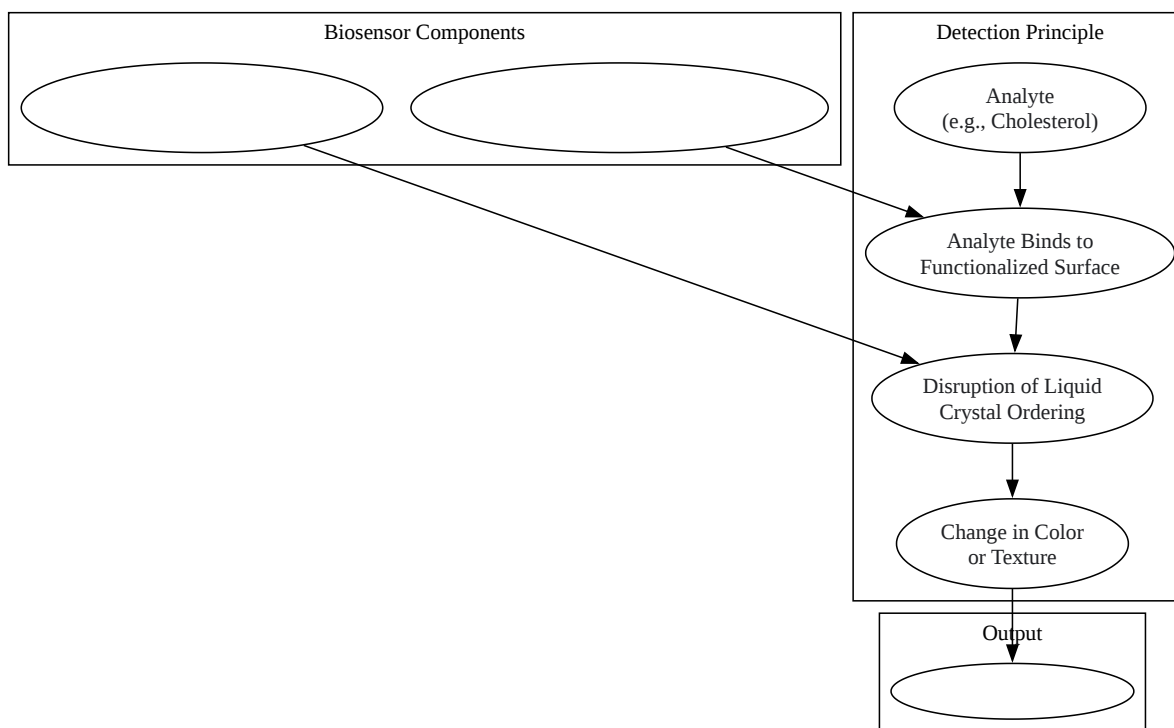 Biosensor Components
Detection Principle
Analyte
(e.g., Cholesterol)
Analyte Binds to
Functionalized Surface
Disruption of Liquid
Crystal Ordering
Change in Color
or Texture
Output